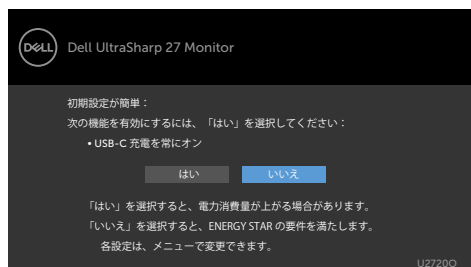 DELL
Dell UltraSharp 27 Monitor
初期設定が簡単：
次の機能を有効にするには、「はい」を選択してください：
• USB-C 充電を常にオン
はい いいえ
「はい」を選択すると、電力消費量が上がる場合があります。
「いいえ」を選択すると、ENERGY STAR の要件を満たします。
各設定は、メニューで変更できます。
U2720Q